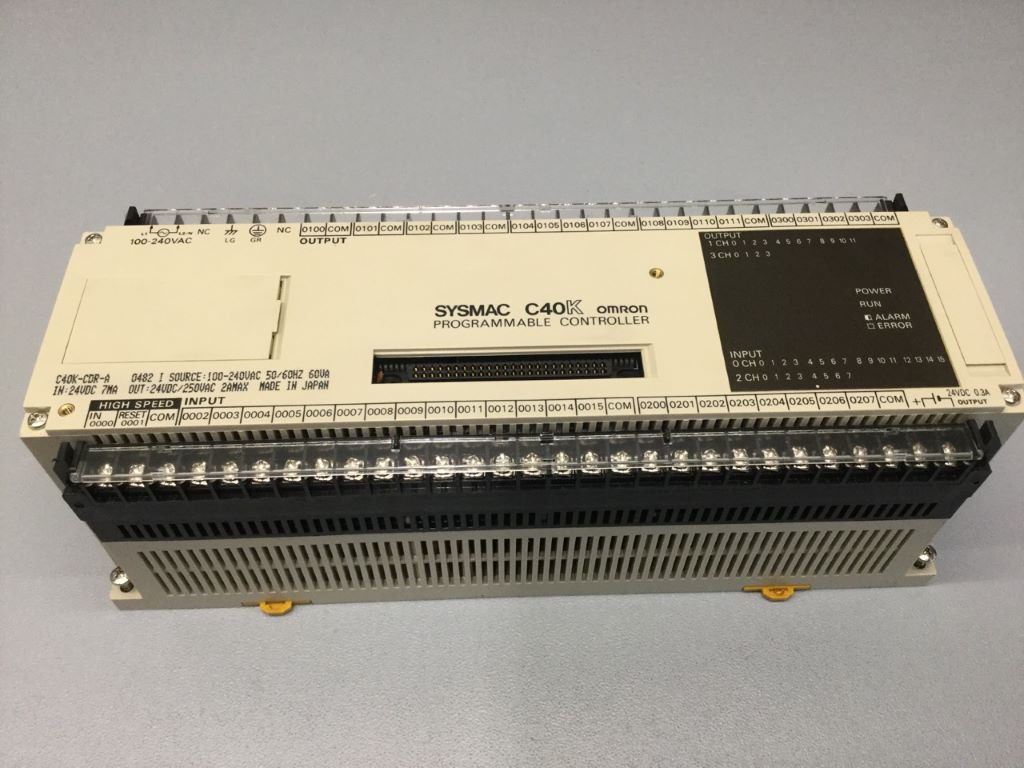 L1 L2-N NC LG GR NC 0100 COM 0101 COM 0102 COM 0103 COM 0104 0105 0106 0107 COM 0108 0109 0110 0111 COM 0300 0301 0302 0303 COM
100-240VAC
OUTPUT
OUTPUT
1 CH 0 1 2 3 4 5 6 7 8 9 10 11
3 CH 0 1 2 3
POWER
RUN
ALARM
ERROR
SYSMAC C40K OMRON
PROGRAMMABLE CONTROLLER
INPUT
0 CH 0 1 2 3 4 5 6 7 8 9 10 11 12 13 14 15
2 CH 0 1 2 3 4 5 6 7
C40K-CDR-A 0482 I SOURCE:100-240VAC 50/60HZ 60VA
IN:24VDC 7MA OUT:24VDC/250VAC 2AMAX MADE IN JAPAN
HIGH SPEED INPUT
IN 0000 RESET 0001 COM 0002 0003 0004 0005 0006 0007 0008 0009 0010 0011 0012 0013 0014 0015 COM 0200 0201 0202 0203 0204 0205 0206 0207 COM + - 24VDC 0.3A
OUTPUT